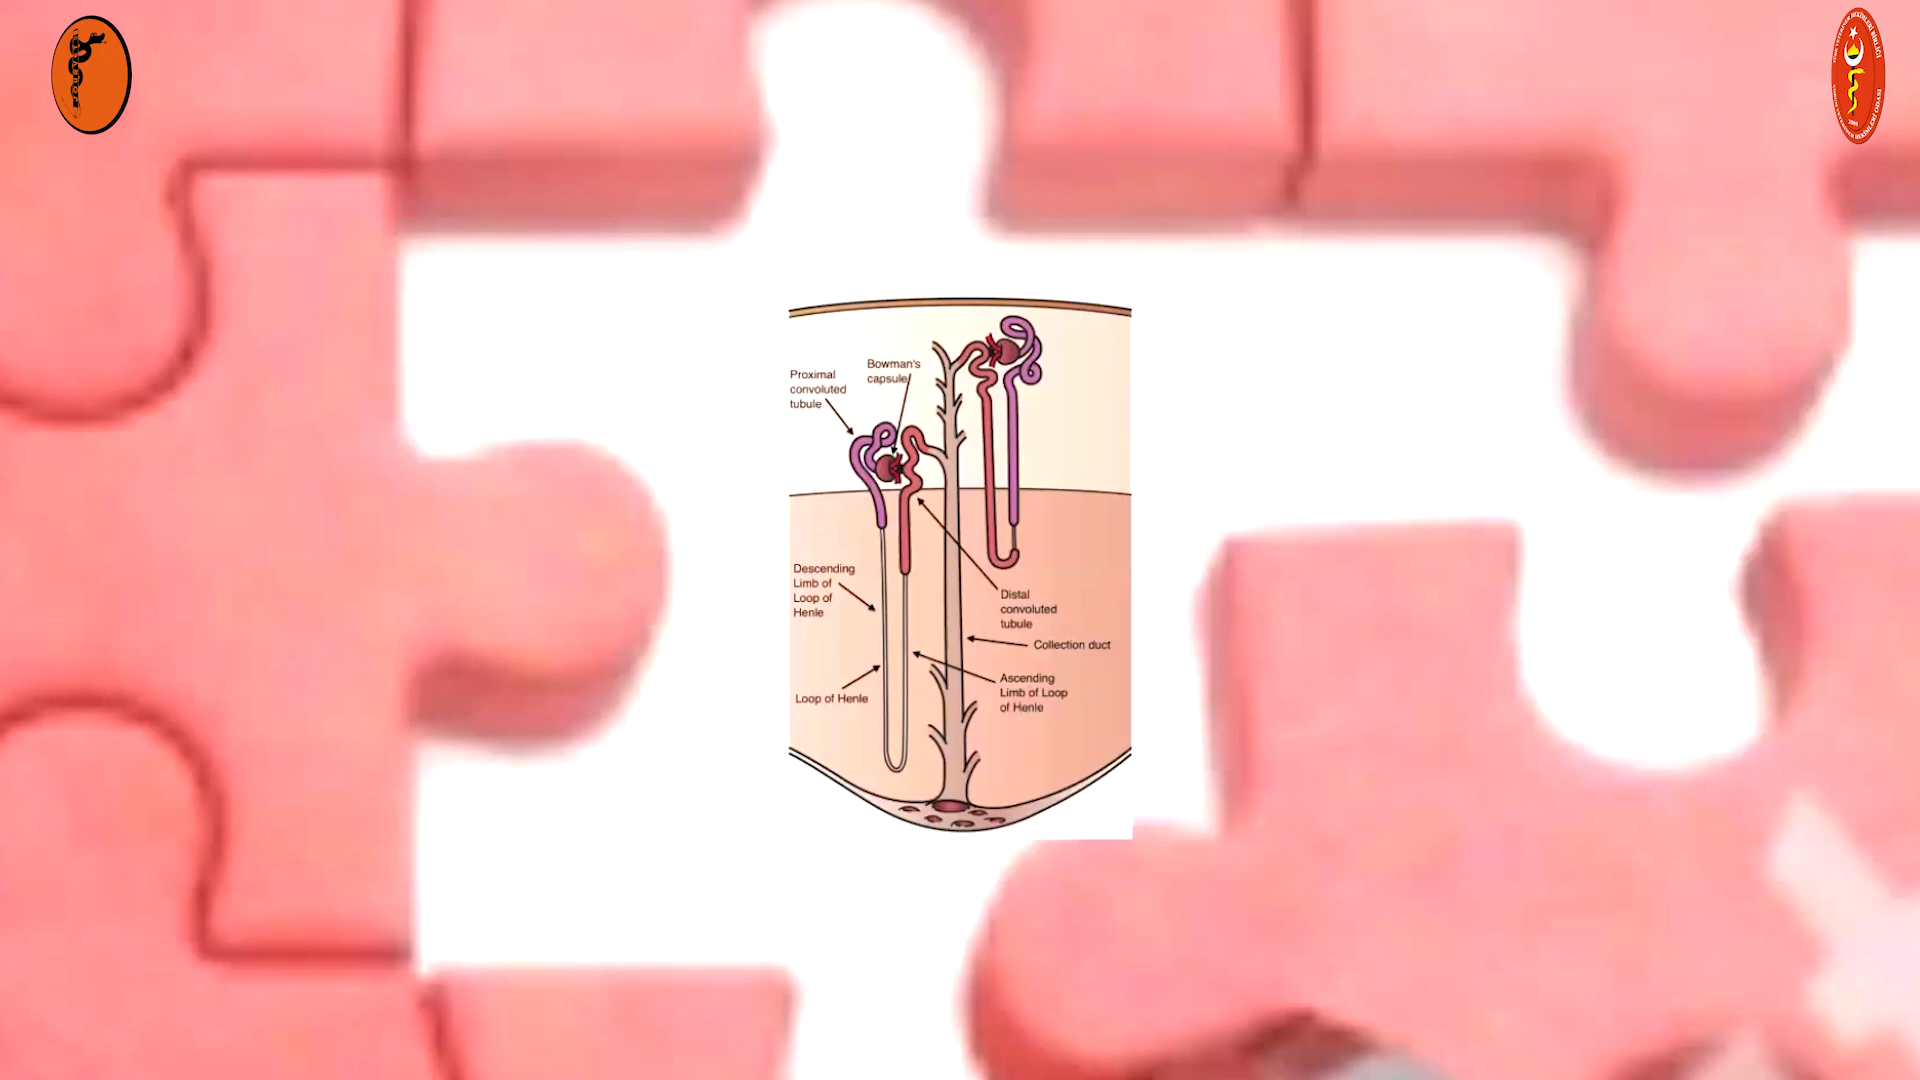 Bowman's
capsule
Proximal
convoluted
tubule
Descending
Limb of
Loop of
Henle
Distal
convoluted
tubule
Collection duct
Ascending
Limb of Loop
of Henle
Loop of Henle